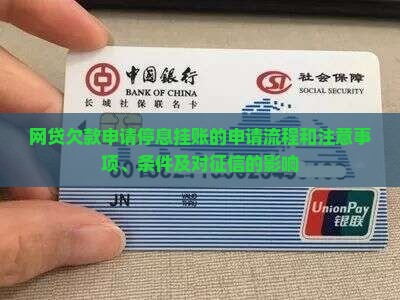 中国银行
BANK OF CHINA
长城社保联名卡
社会保障
SOCIAL SECURITY
网贷欠款申请停息挂账的申请流程和注意事
项、条件及对征信的影响
JN
UnionPay
银联